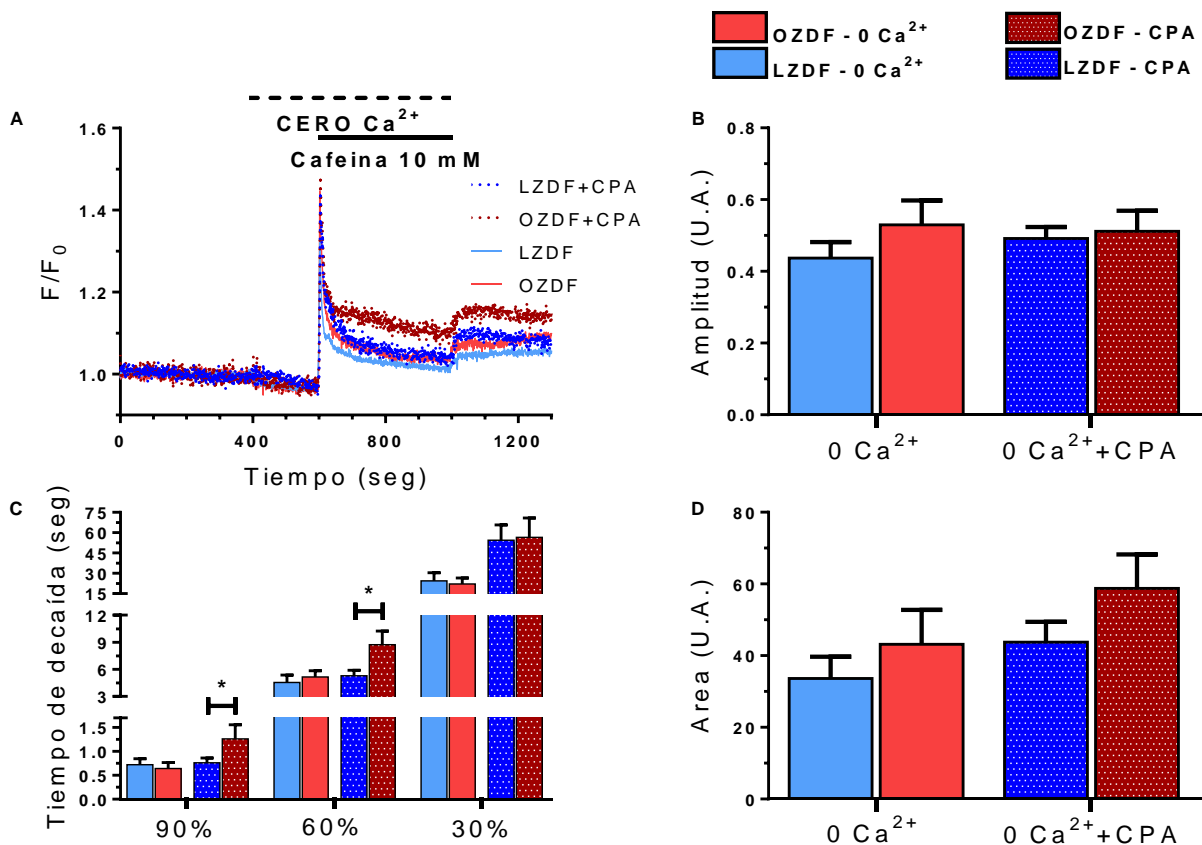 OZDF - 0 Ca2+
OZDF - CPA
LZDF - 0 Ca2+
LZDF - CPA
A
CERO Ca2+
Cafeina 10 mM
LZDF+CPA
OZDF+CPA
LZDF
OZDF
F/F0
1.6
1.4
1.2
1.0
0
400
800
1200
Tiempo (seg)
B
Amplitud (U.A.)
0.8
0.6
0.4
0.2
0.0
0 Ca2+
0 Ca2++CPA
C
Tiempo de decaída (seg)
75
60
45
30
15
12
9
6
3
1.5
1.0
0.5
0.0
*
*
90%
60%
30%
D
Area (U.A.)
80
60
40
20
0
0 Ca2+
0 Ca2++CPA